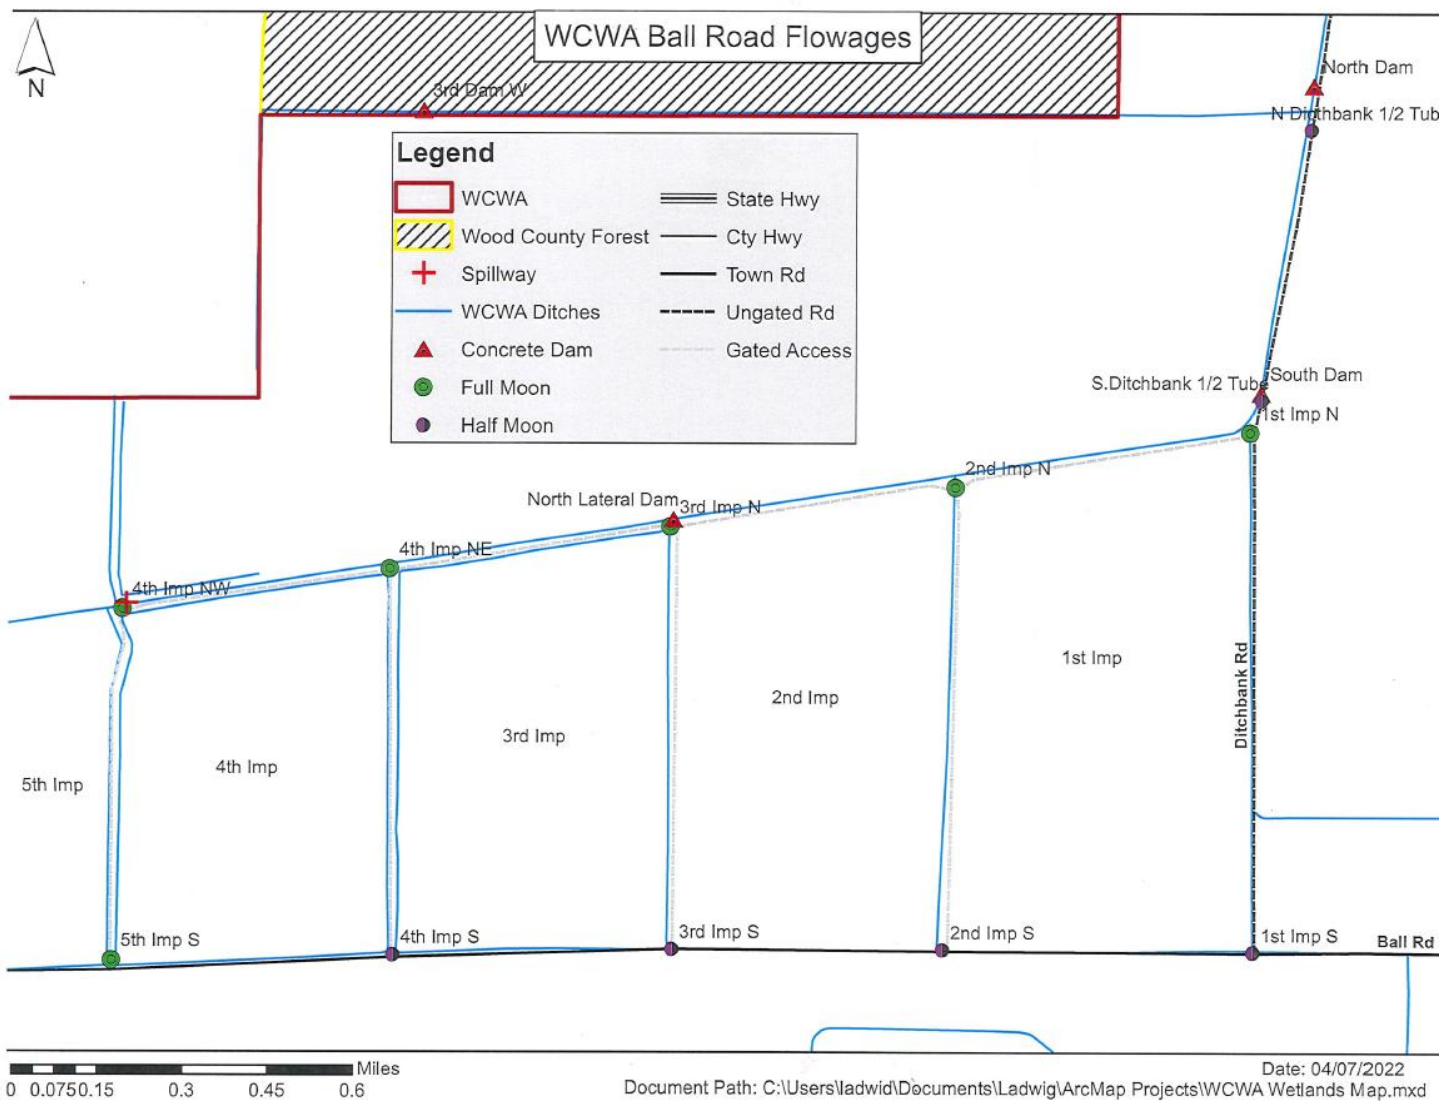 WCWA Ball Road Flowages
N
3rd Dam W
North Dam
N Dicthbank 1/2 Tub
Legend
WCWA
State Hwy
Wood County Forest
Cty Hwy
Spillway
Town Rd
WCWA Ditches
Ungated Rd
Concrete Dam
Gated Access
Full Moon
Half Moon
S.Ditchbank 1/2 Tube
South Dam
1st Imp N
2nd Imp N
North Lateral Dam
3rd Imp N
4th Imp NE
4th Imp NW
1st Imp
Ditchbank Rd
2nd Imp
3rd Imp
4th Imp
5th Imp
5th Imp S
4th Imp S
3rd Imp S
2nd Imp S
1st Imp S
Ball Rd
Miles
0 0.075 0.15 0.3 0.45 0.6
Date: 04/07/2022
Document Path: C:\Users\ladwid\Documents\Ladwig\ArcMap Projects\WCWA Wetlands Map.mxd